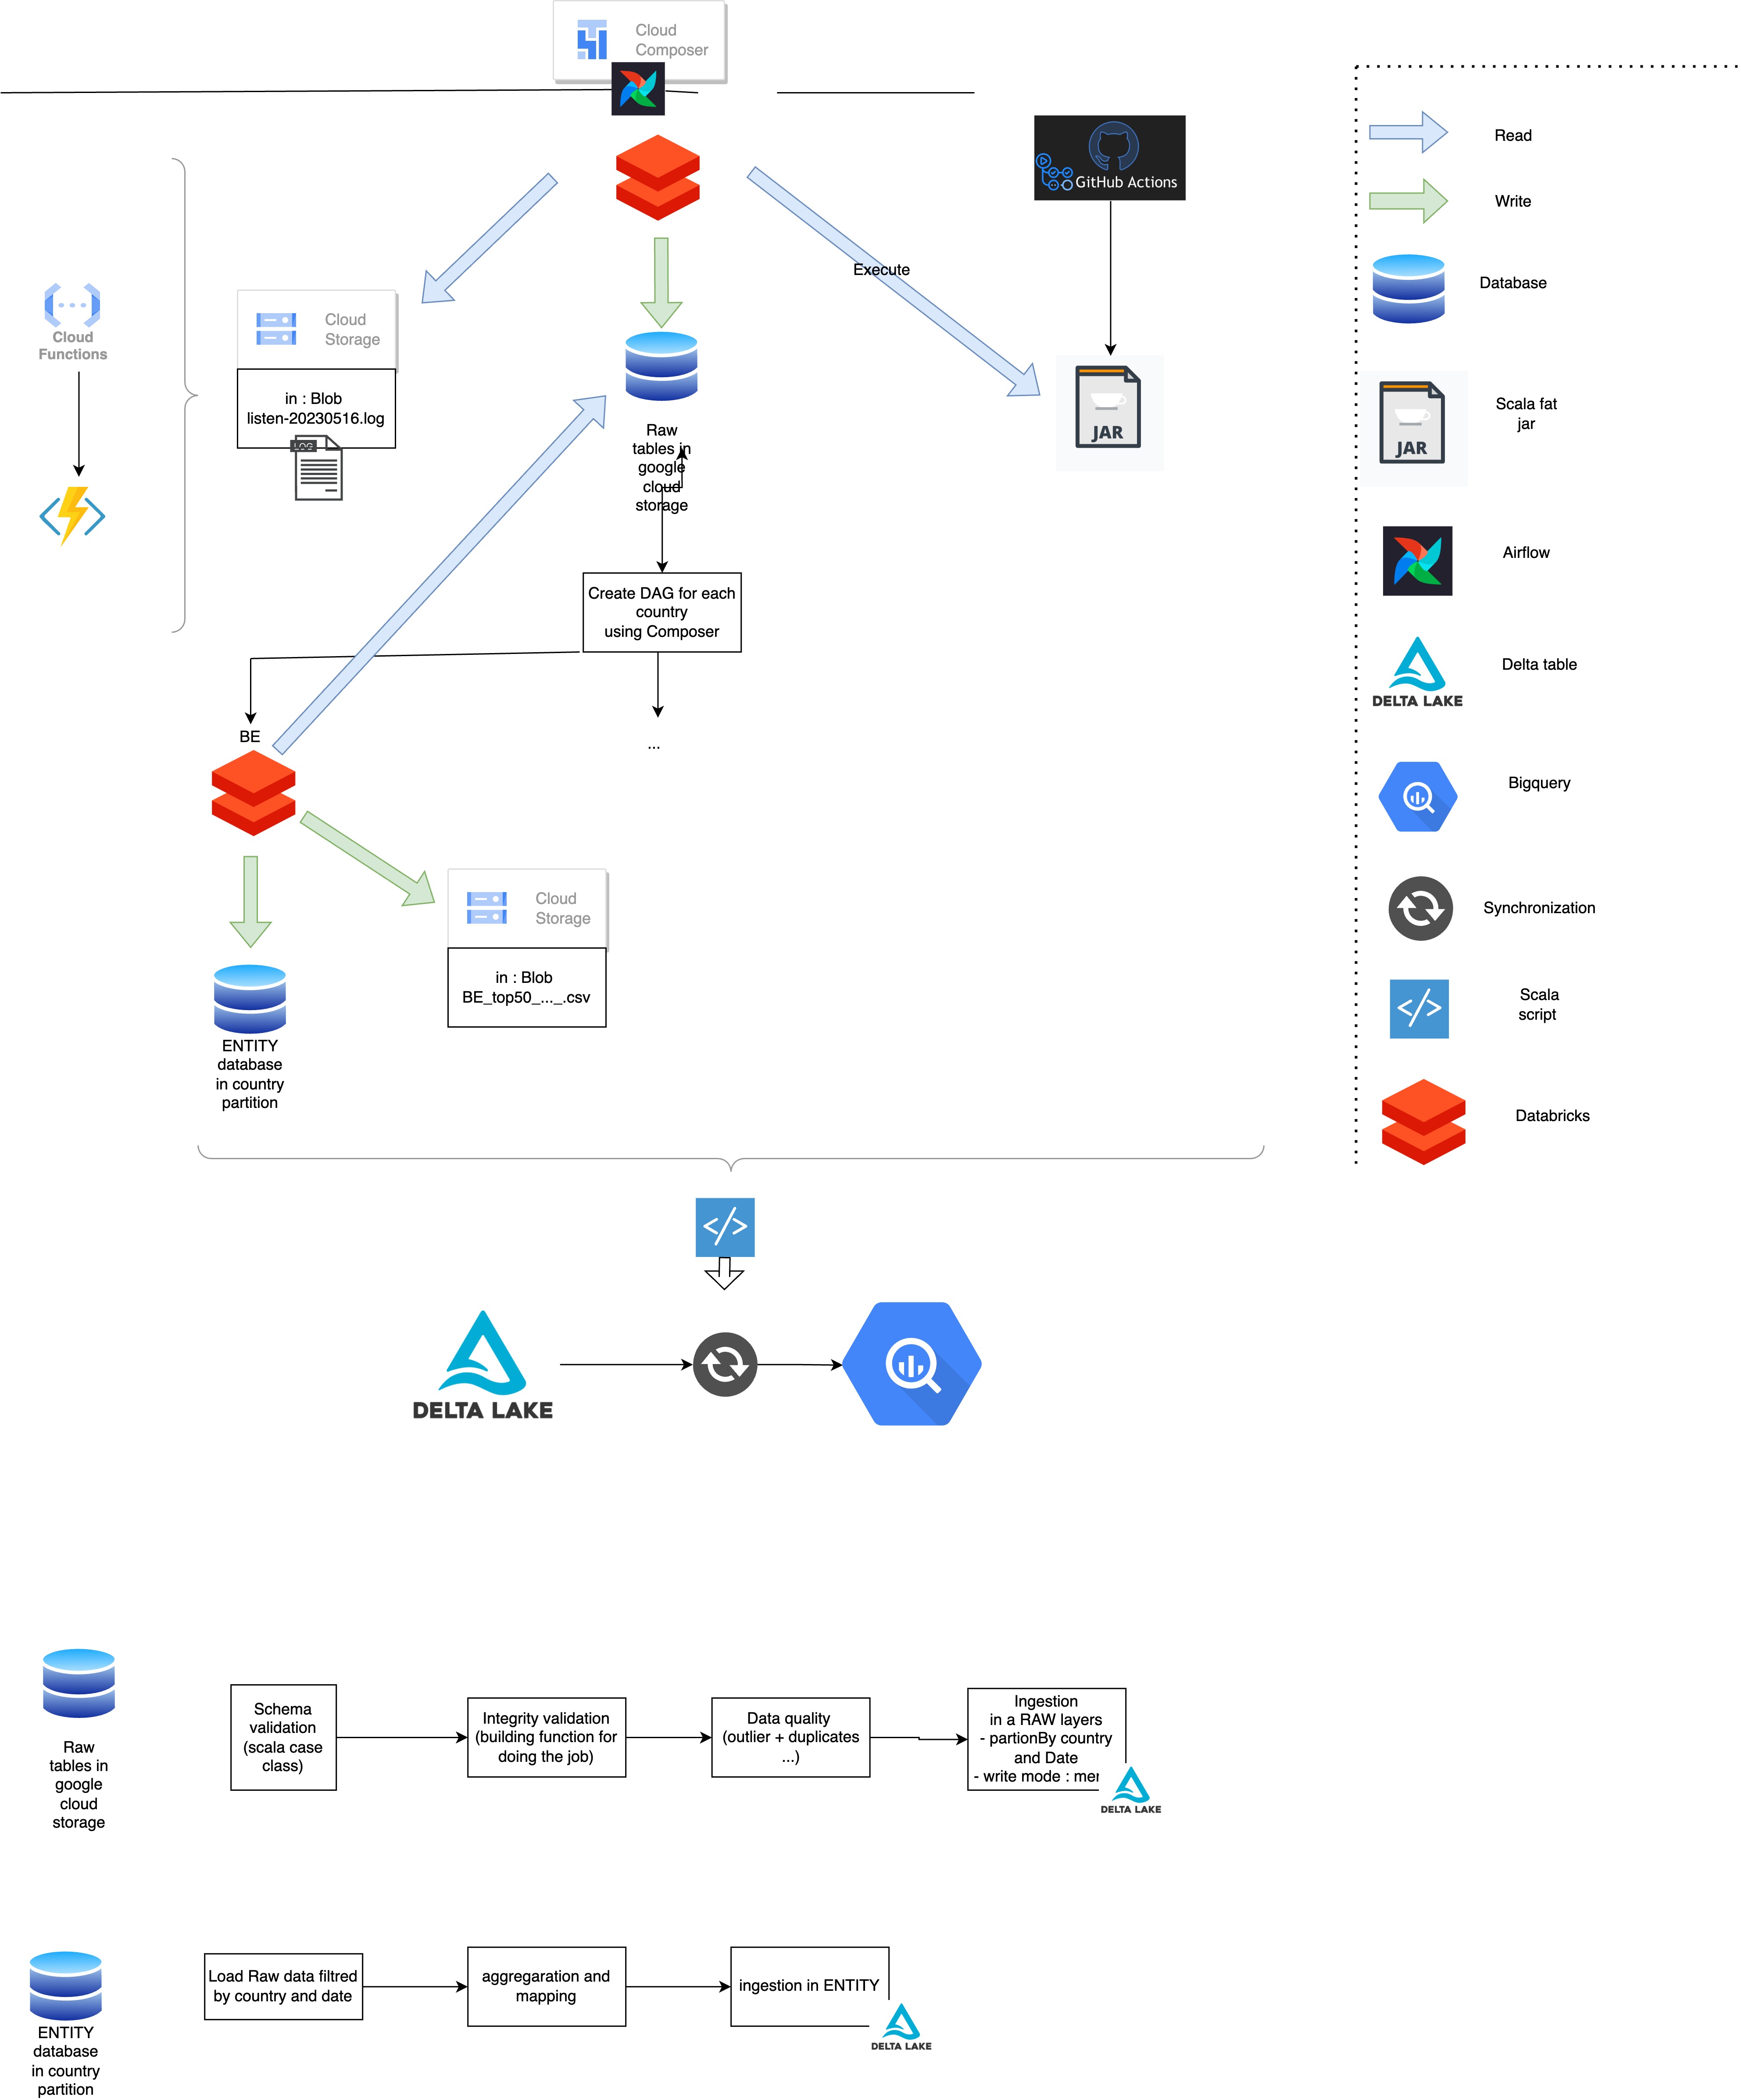 Cloud
Composer
GitHub Actions
Read
Write
Execute
Database
Cloud
Functions
Cloud
Storage
in : Blob
listen-20230516.log
LOG
Raw
tables in
google
cloud
storage
JAR
JAR
Scala fat
jar
Airflow
Create DAG for each
country
using Composer
DELTA LAKE
Delta table
BE
...
Bigquery
Cloud
Storage
in : Blob
BE_top50_..._.csv
Synchronization
Scala
script
ENTITY
database
in country
partition
Databricks
DELTA LAKE
Raw
tables in
google
cloud
storage
Schema
validation
(scala case
class)
Integrity validation
(building function for
doing the job)
Data quality
(outlier + duplicates
...)
Ingestion
in a RAW layers
- partionBy country
and Date
- write mode :
DELTA LAKE
ENTITY
database
in country
partition
Load Raw data filtred
by country and date
aggregaration and
mapping
ingestion in ENTITY
DELTA LAKE